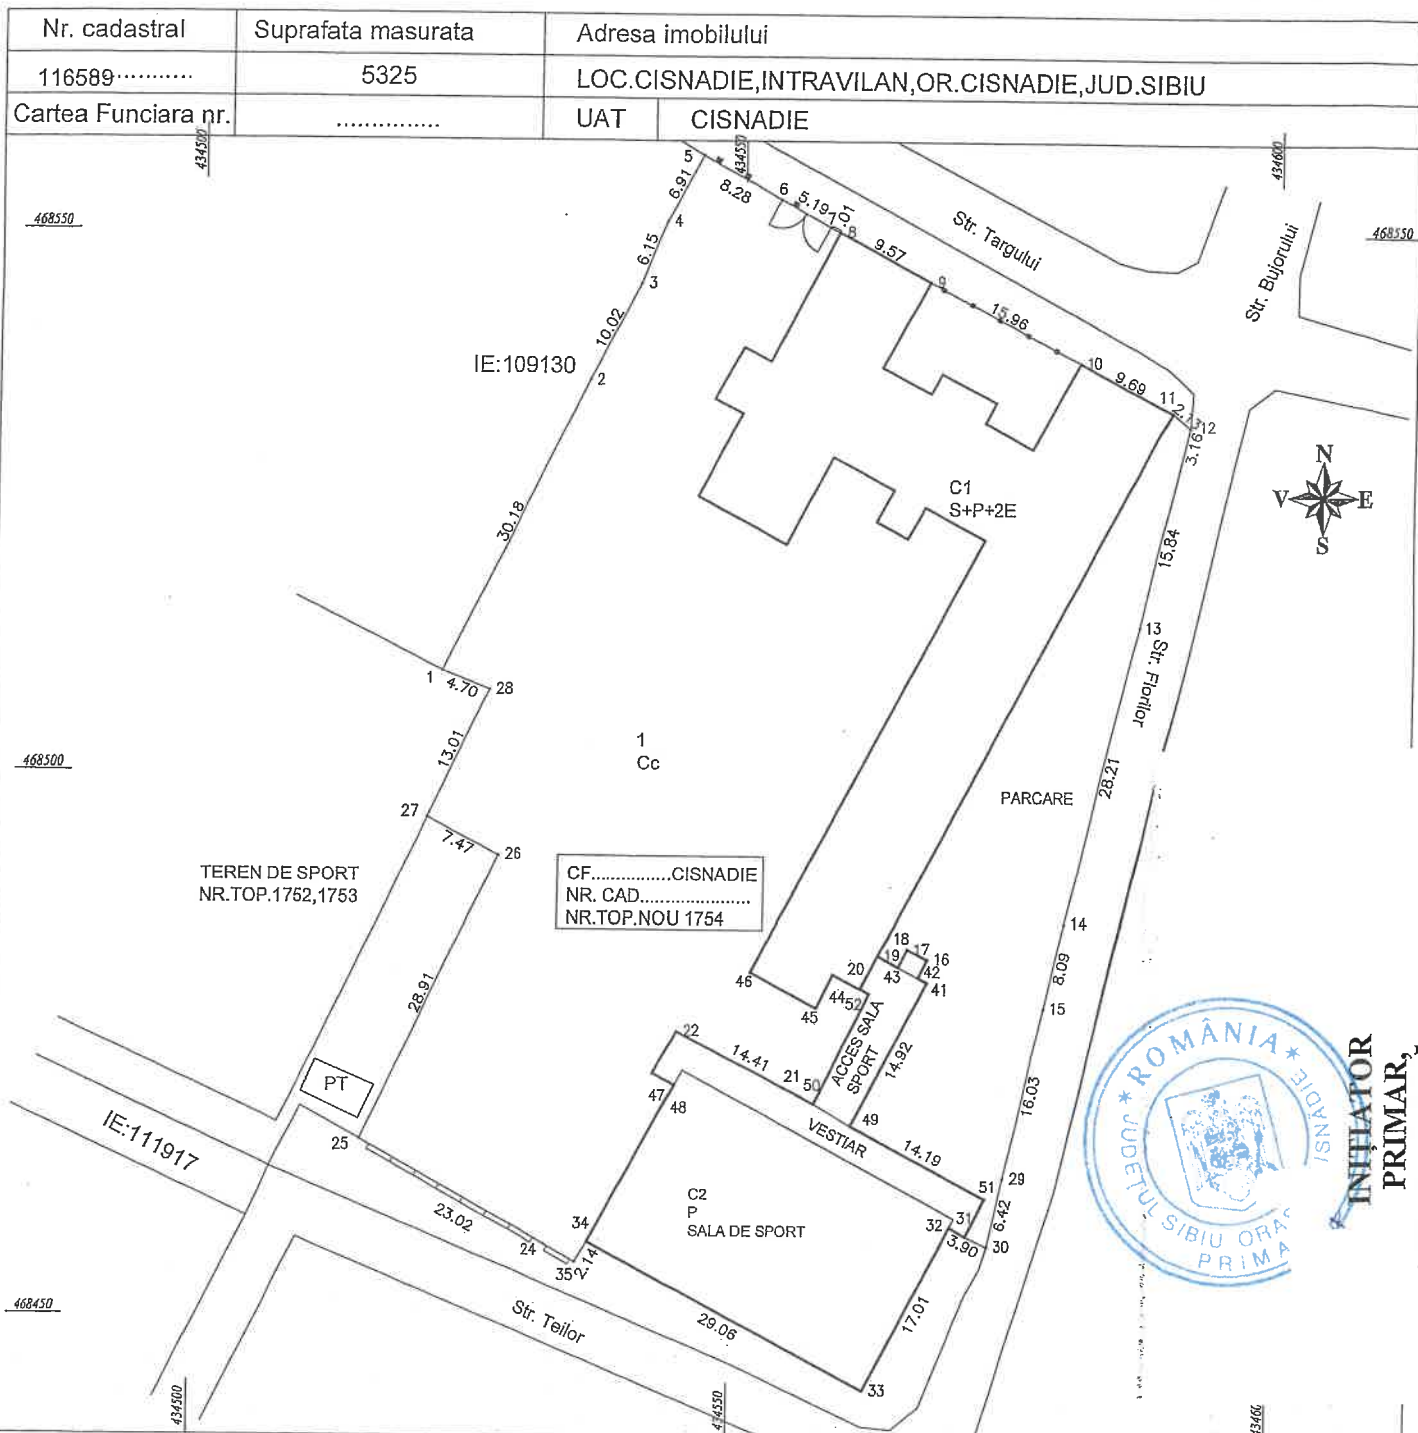 Nr. cadastral Suprafata masurata Adresa imobilului
116589........... 5325 LOC.CISNADIE,INTRAVILAN,OR.CISNADIE,JUD.SIBIU
Cartea Funciara nr. ............... UAT CISNADIE
434500
434550
434600
5
6.91
8.28
6
5.19
7
1.01
8
4
468550
468550
Str. Targului
Str. Bujorului
6.15
9.57
3
9
15.96
10.02
IE:109130
2
10
9.69
11
2.73
12
3.16
N
V E
S
C1
S+P+2E
30.18
15.84
13
Str. Florilor
1
4.70
28
13.01
1
Cc
468500
28.21
PARCARE
27
7.47
26
TEREN DE SPORT
NR.TOP.1752,1753
CF................CISNADIE
NR. CAD......................
NR.TOP.NOU 1754
14
18
17
16
19
43
42
41
20
46
44
52
45
8.09
15
28.91
ACCES SALA
SPORT
14.92
22
14.41
21
50
PT
47
48
49
16.03
IE:111917
25
VESTIAR
14.19
51
29
6.42
C2
P
SALA DE SPORT
34
32
31
3.90
30
23.02
24
35
2.14
468450
Str. Teilor
29.06
17.01
33
434500
434550
43460
ROMÂNIA
JUDEȚUL SIBIU ORAȘ
PRIMA
INIȚIATOR
PRIMAR,